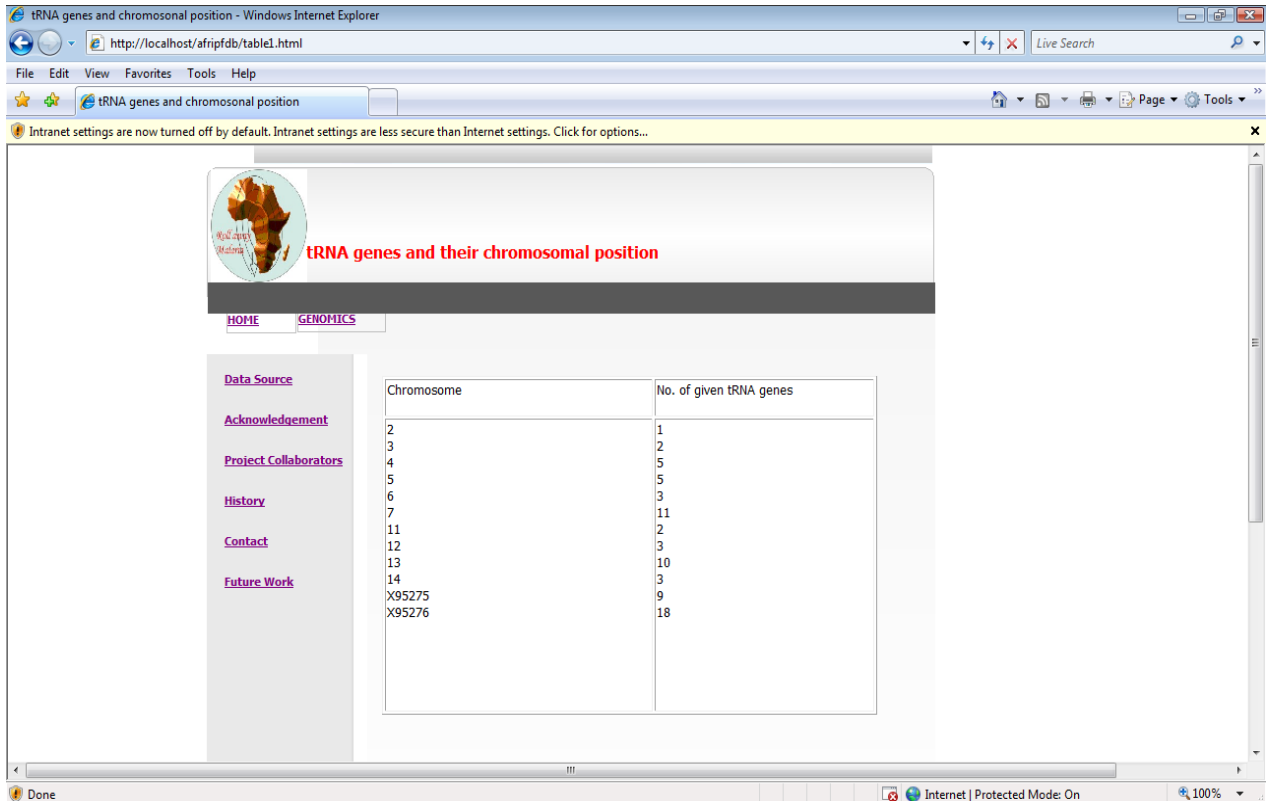 tRNA genes and chromosonal position - Windows Internet Explorer
http://localhost/afripfdb/table1.html
Live Search
File Edit View Favorites Tools Help
tRNA genes and chromosonal position
Page Tools
Intranet settings are now turned off by default. Intranet settings are less secure than Internet settings. Click for options...
Roll away
Malaria
tRNA genes and their chromosomal position
HOME GENOMICS
Data Source
Acknowledgement
Project Collaborators
History
Contact
Future Work
Chromosome No. of given tRNA genes
2 1
3 2
4 5
5 5
6 3
7 11
11 2
12 3
13 10
14 3
X95275 9
X95276 18
Done
Internet | Protected Mode: On
100%